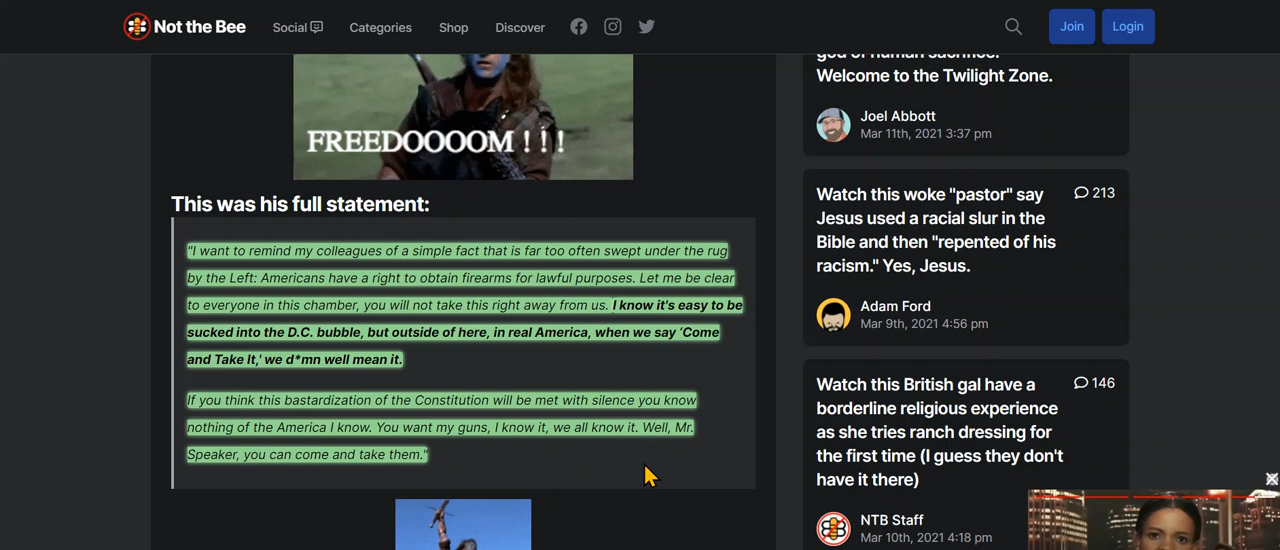 Not the Bee
Social
Categories
Shop
Discover
Join
Login
FREEDOOOOM ! ! !
This was his full statement:
"I want to remind my colleagues of a simple fact that is far too often swept under the rug
by the Left: Americans have a right to obtain firearms for lawful purposes. Let me be clear
to everyone in this chamber, you will not take this right away from us. I know it's easy to be
sucked into the D.C. bubble, but outside of here, in real America, when we say 'Come
and Take It,' we d*mn well mean it.
If you think this bastardization of the Constitution will be met with silence you know
nothing of the America I know. You want my guns, I know it, we all know it. Well, Mr.
Speaker, you can come and take them."
god of human sacrifice.
Welcome to the Twilight Zone.
Joel Abbott
Mar 11th, 2021 3:37 pm
Watch this woke "pastor" say
Jesus used a racial slur in the
Bible and then "repented of his
racism." Yes, Jesus.
213
Adam Ford
Mar 9th, 2021 4:56 pm
Watch this British gal have a
borderline religious experience
as she tries ranch dressing for
the first time (I guess they don't
have it there)
146
NTB Staff
Mar 10th, 2021 4:18 pm